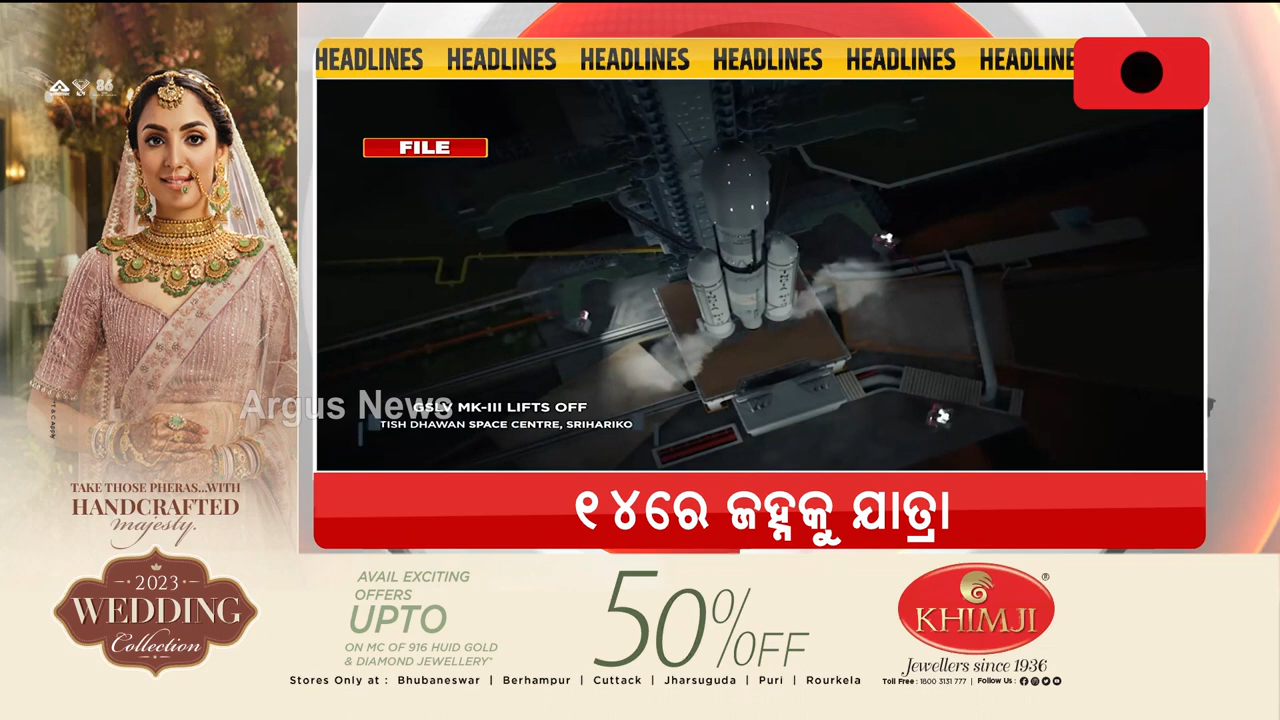 HEADLINES HEADLINES HEADLINES HEADLINES HEADLINES HEADLINE
86
FILE
Argus News
GSLV MK-III LIFTS OFF
TISH DHAWAN SPACE CENTRE, SRIHARIKO
୧୪ରେ ଜହ୍ନକୁ ଯାତ୍ରା
T & C Apply
TAKE THOSE PHERAS...WITH
HANDCRAFTED
majesty.
2023
WEDDING
Collection
AVAIL EXCITING
OFFERS
UPTO
ON MC OF 916 HUID GOLD
& DIAMOND JEWELLERY*
50% OFF
KHIMJI ®
Jewellers since 1936
Stores Only at : Bhubaneswar | Berhampur | Cuttack | Jharsuguda | Puri | Rourkela
Toll Free : 1800 3131 777 | Follow Us :